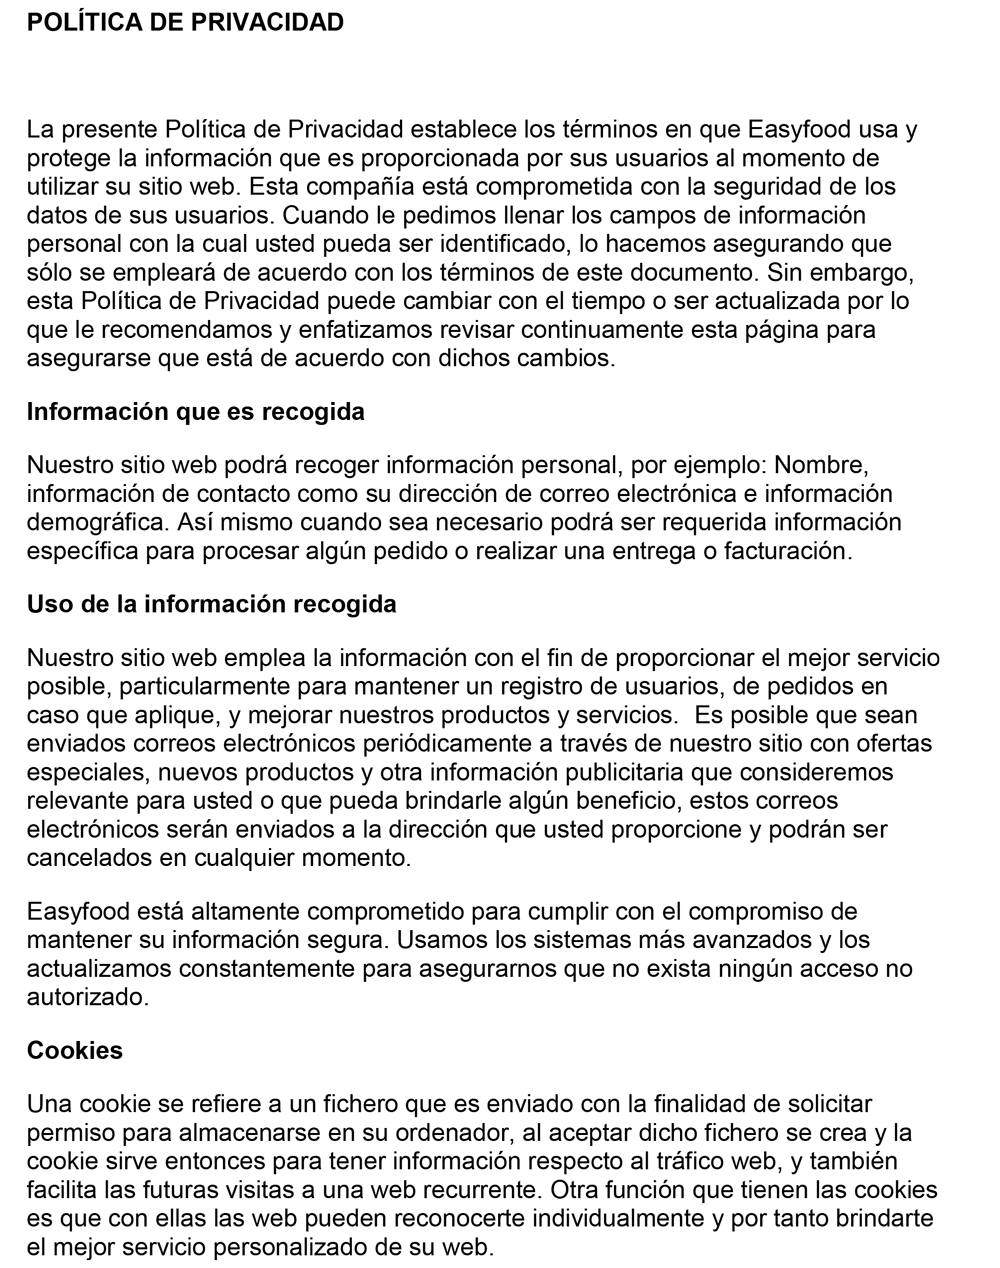 POLÍTICA DE PRIVACIDAD
La presente Política de Privacidad establece los términos en que Easyfood usa y
protege la información que es proporcionada por sus usuarios al momento de
utilizar su sitio web. Esta compañía está comprometida con la seguridad de los
datos de sus usuarios. Cuando le pedimos llenar los campos de información
personal con la cual usted pueda ser identificado, lo hacemos asegurando que
sólo se empleará de acuerdo con los términos de este documento. Sin embargo,
esta Política de Privacidad puede cambiar con el tiempo o ser actualizada por lo
que le recomendamos y enfatizamos revisar continuamente esta página para
asegurarse que está de acuerdo con dichos cambios.
Información que es recogida
Nuestro sitio web podrá recoger información personal, por ejemplo: Nombre,
información de contacto como su dirección de correo electrónica e información
demográfica. Así mismo cuando sea necesario podrá ser requerida información
específica para procesar algún pedido o realizar una entrega o facturación.
Uso de la información recogida
Nuestro sitio web emplea la información con el fin de proporcionar el mejor servicio
posible, particularmente para mantener un registro de usuarios, de pedidos en
caso que aplique, y mejorar nuestros productos y servicios.  Es posible que sean
enviados correos electrónicos periódicamente a través de nuestro sitio con ofertas
especiales, nuevos productos y otra información publicitaria que consideremos
relevante para usted o que pueda brindarle algún beneficio, estos correos
electrónicos serán enviados a la dirección que usted proporcione y podrán ser
cancelados en cualquier momento.
Easyfood está altamente comprometido para cumplir con el compromiso de
mantener su información segura. Usamos los sistemas más avanzados y los
actualizamos constantemente para asegurarnos que no exista ningún acceso no
autorizado.
Cookies
Una cookie se refiere a un fichero que es enviado con la finalidad de solicitar
permiso para almacenarse en su ordenador, al aceptar dicho fichero se crea y la
cookie sirve entonces para tener información respecto al tráfico web, y también
facilita las futuras visitas a una web recurrente. Otra función que tienen las cookies
es que con ellas las web pueden reconocerte individualmente y por tanto brindarte
el mejor servicio personalizado de su web.